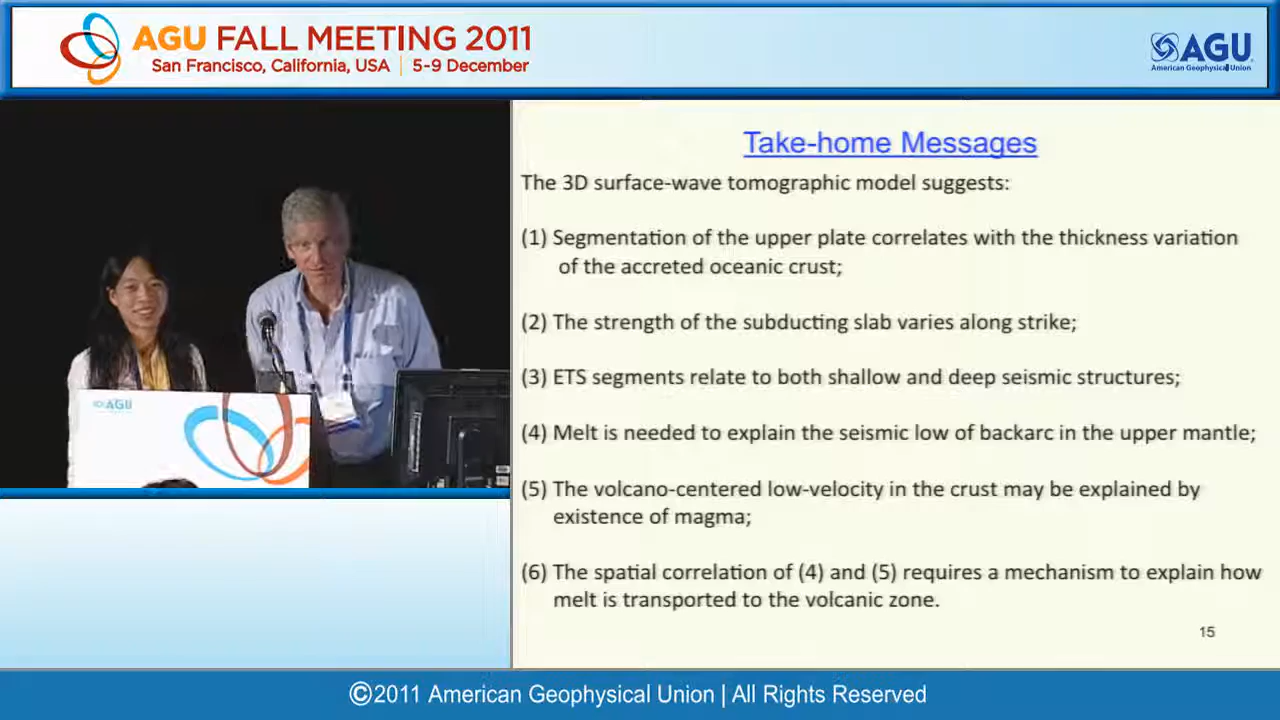 AGU FALL MEETING 2011
San Francisco, California, USA | 5-9 December
AGU
American Geophysical Union
AGU
Take-home Messages
The 3D surface-wave tomographic model suggests:
(1) Segmentation of the upper plate correlates with the thickness variation
of the accreted oceanic crust;
(2) The strength of the subducting slab varies along strike;
(3) ETS segments relate to both shallow and deep seismic structures;
(4) Melt is needed to explain the seismic low of backarc in the upper mantle;
(5) The volcano-centered low-velocity in the crust may be explained by
existence of magma;
(6) The spatial correlation of (4) and (5) requires a mechanism to explain how
melt is transported to the volcanic zone.
15
©2011 American Geophysical Union | All Rights Reserved